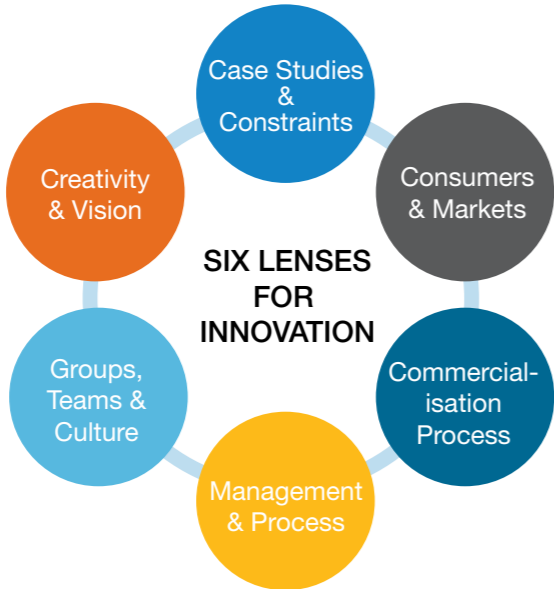 Case Studies
&
Constraints
Creativity
& Vision
Consumers
& Markets
SIX LENSES
FOR
INNOVATION
Groups,
Teams &
Culture
Commercial-
isation
Process
Management
& Process